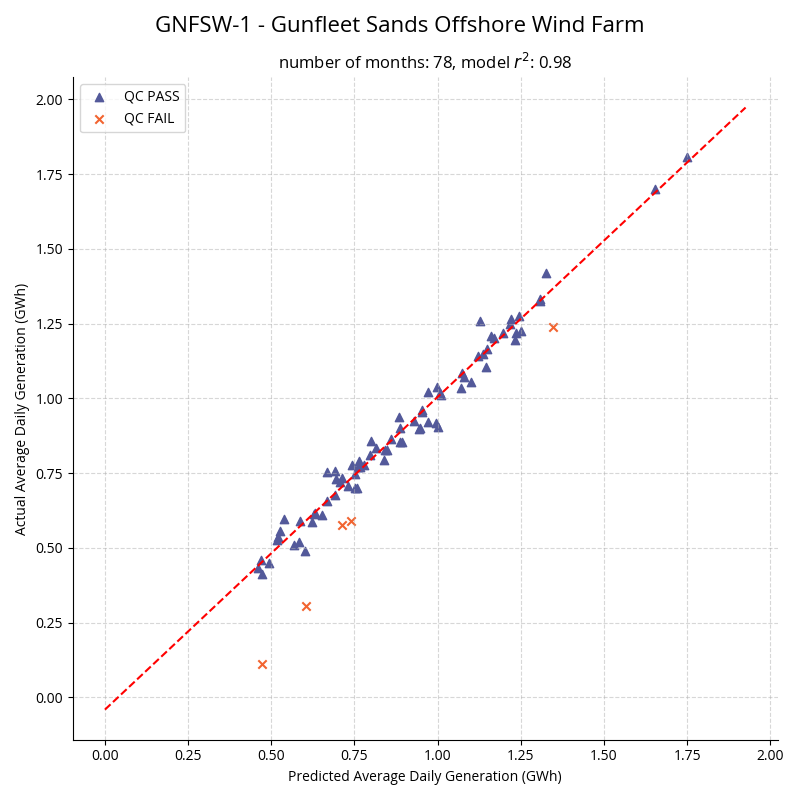 GNFSW-1 - Gunfleet Sands Offshore Wind Farm
number of months: 78, model r²: 0.98
QC PASS
QC FAIL
2.00
1.75
1.50
1.25
1.00
0.75
0.50
0.25
0.00
Actual Average Daily Generation (GWh)
0.00 0.25 0.50 0.75 1.00 1.25 1.50 1.75 2.00
Predicted Average Daily Generation (GWh)